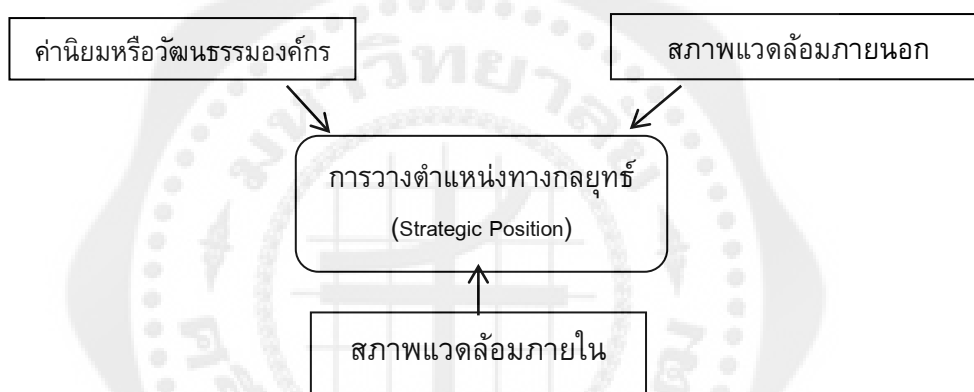 ค่านิยมหรือวัฒนธรรมองค์กร
สภาพแวดล้อมภายนอก
การวางตำแหน่งทางกลยุทธ์
(Strategic Position)
สภาพแวดล้อมภายใน